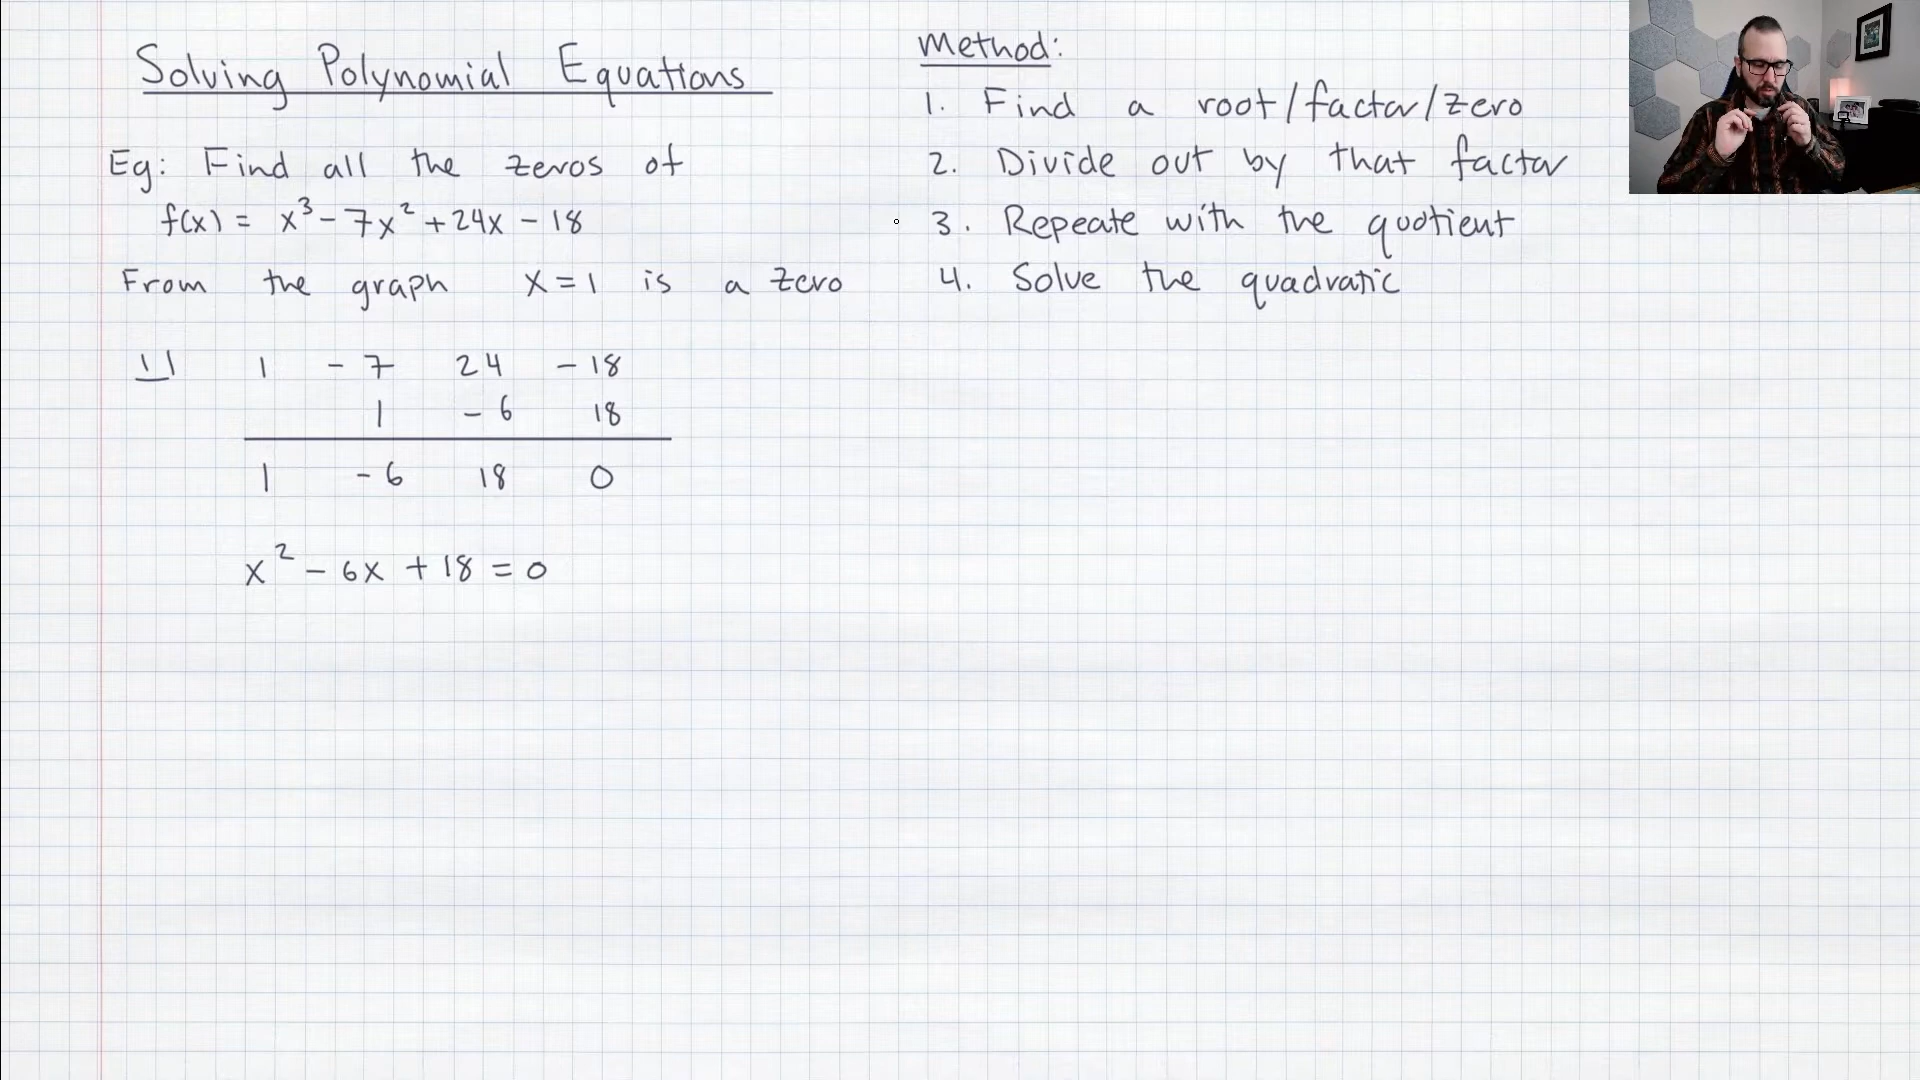 Solving Polynomial Equations
Eg: Find all the zeros of
f(x) = x³ - 7x² + 24x - 18
From the graph x = 1 is a zero
1 | 1 - 7 24 - 18
1 - 6 18
1 - 6 18 0
x² - 6x + 18 = 0
Method:
1. Find a root/factor/zero
2. Divide out by that factor
3. Repeate with the quotient
4. Solve the quadratic